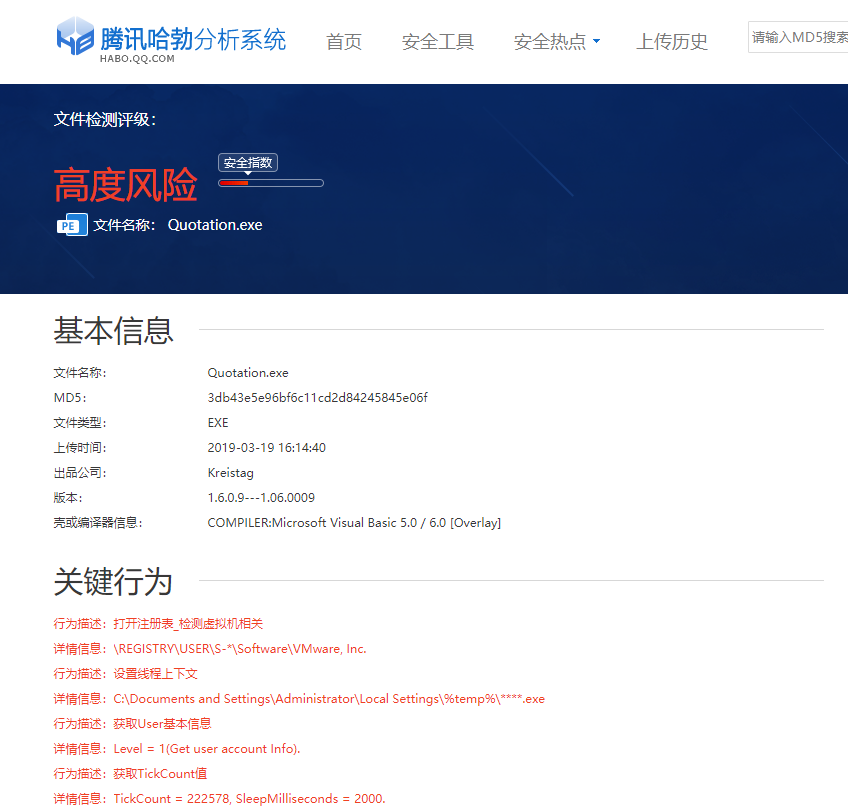 腾讯哈勃分析系统
HABO.QQ.COM
首页 安全工具 安全热点 上传历史 请输入MD5搜索
文件检测评级：
安全指数
高度风险
PE 文件名称： Quotation.exe
基本信息
文件名称： Quotation.exe
MD5： 3db43e5e96bf6c11cd2d84245845e06f
文件类型： EXE
上传时间： 2019-03-19 16:14:40
出品公司： Kreistag
版本： 1.6.0.9---1.06.0009
壳或编译器信息： COMPILER:Microsoft Visual Basic 5.0 / 6.0 [Overlay]
关键行为
行为描述：打开注册表_检测虚拟机相关
详情信息：\REGISTRY\USER\S-*\Software\VMware, Inc.
行为描述：设置线程上下文
详情信息：C:\Documents and Settings\Administrator\Local Settings\%temp%\****.exe
行为描述：获取User基本信息
详情信息：Level = 1(Get user account Info).
行为描述：获取TickCount值
详情信息：TickCount = 222578, SleepMilliseconds = 2000.